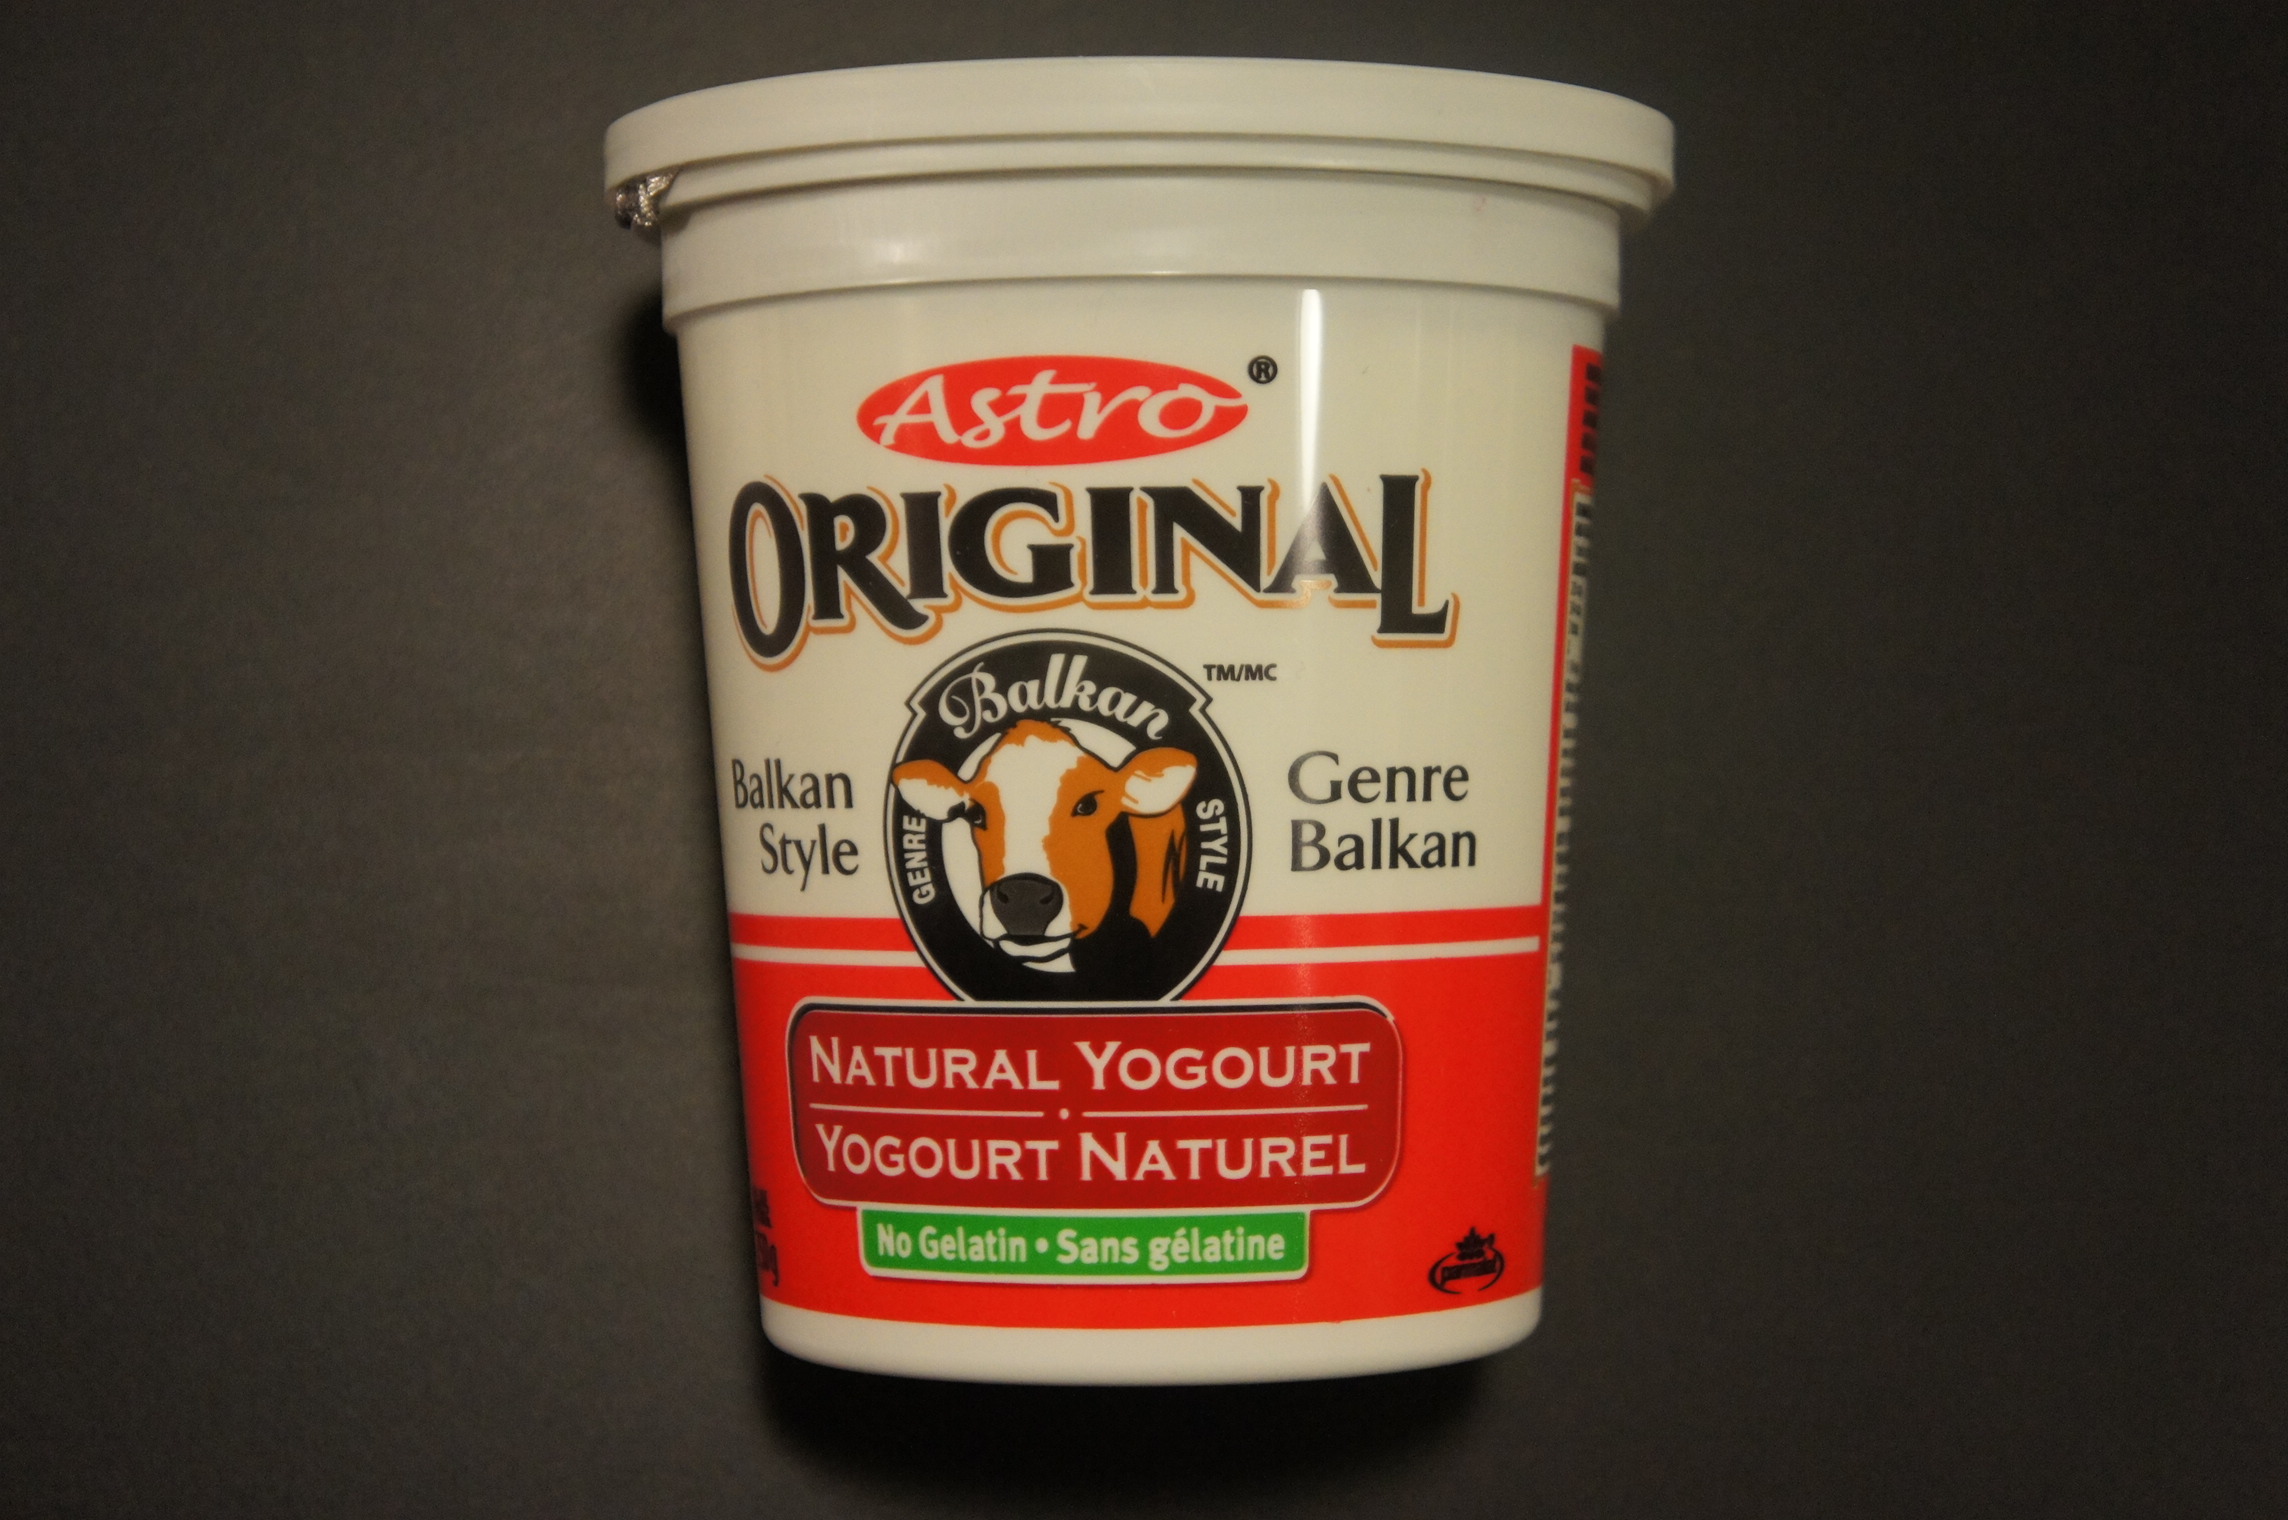 Astro®
ORIGINAL
TM/MC
Balkan
GENRE
STYLE
Balkan
Style
Genre
Balkan
NATURAL YOGOURT
YOGOURT NATUREL
No Gelatin • Sans gélatine
parmalat